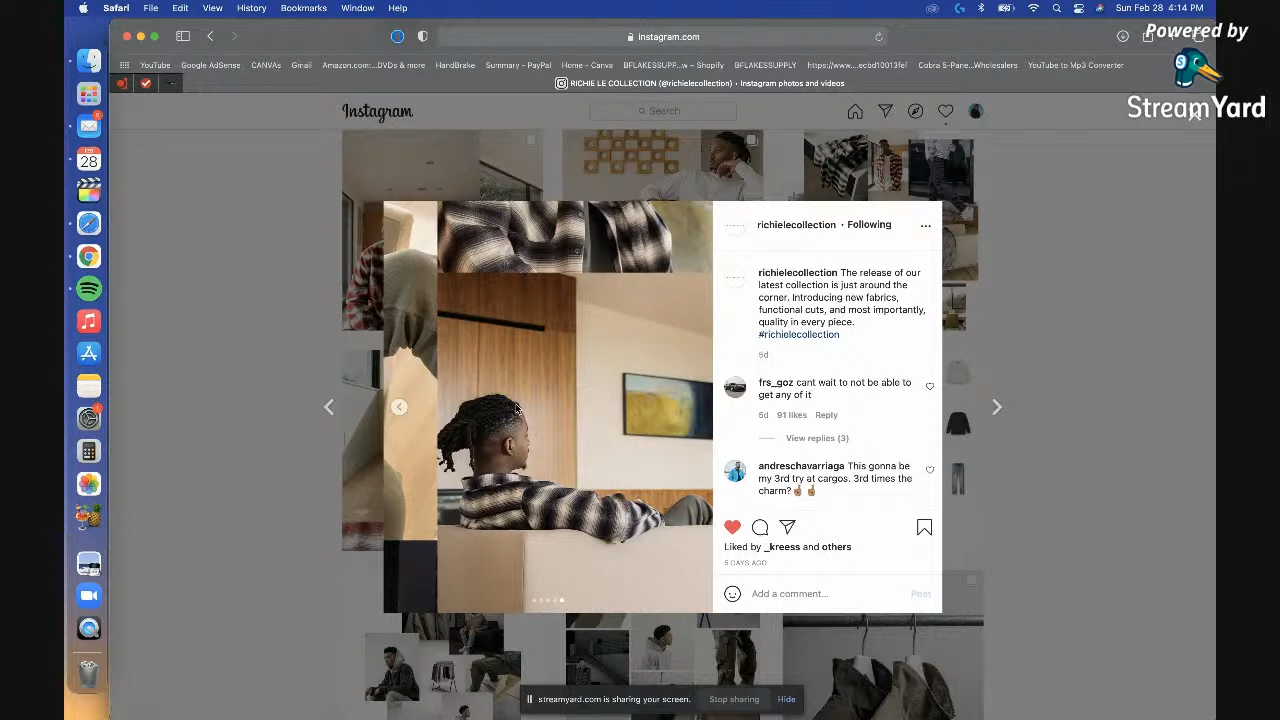 Safari File Edit View History Bookmarks Window Help
Sun Feb 28 4:14 PM
Powered by
StreamYard
instagram.com
YouTube Google AdSense CANVAs Gmail Amazon.com:...DVDs & more HandBrake Summary - PayPal Home - Canva BFLAKESSUPP...w - Shopify BFLAKESSUPPLY https://www....ecbd10013fef Cobra 5-Pane...Wholesale Hats YouTube to Mp3 Converter
RICHIE LE COLLECTION (@richielecollection) • Instagram photos and videos
Instagram
Search
richielecollection • Following
richielecollection The release of our
latest collection is just around the
corner. Introducing new fabrics,
functional cuts, and most importantly,
quality in every piece.
#richielecollection
5d
frs_goz cant wait to not be able to
get any of it
5d 91 likes Reply
View replies (3)
andreschavarriaga This gonna be
my 3rd try at cargos. 3rd times the
charm?🤞🏽🤞🏽
Liked by _kreess and others
5 DAYS AGO
Add a comment...
Post
streamyard.com is sharing your screen. Stop sharing Hide